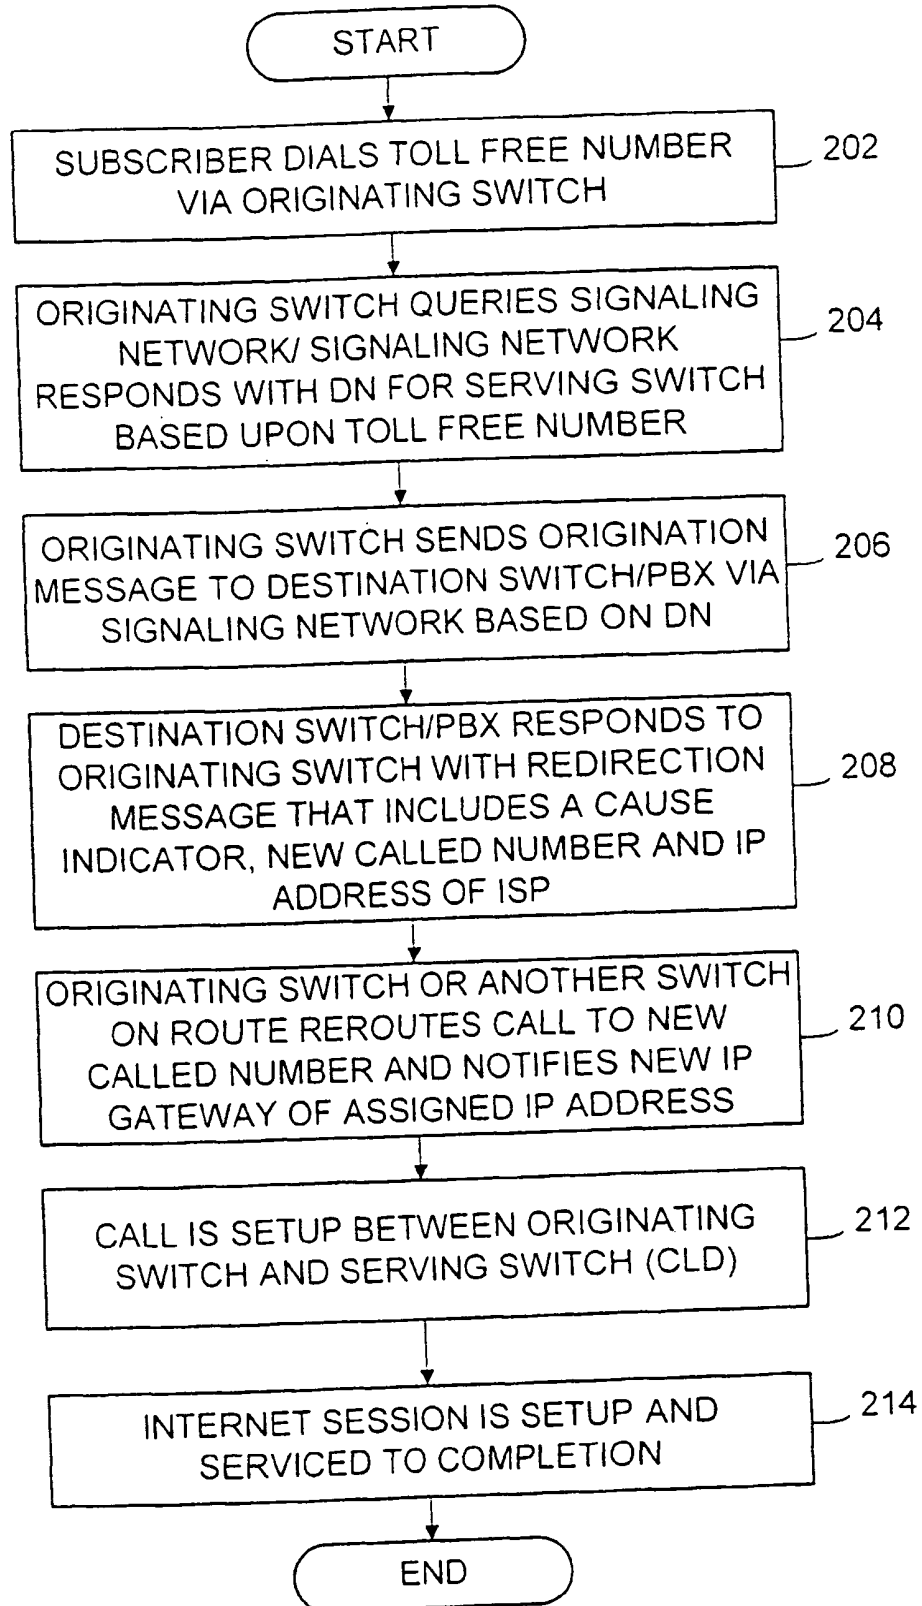 START
SUBSCRIBER DIALS TOLL FREE NUMBER
VIA ORIGINATING SWITCH
202
ORIGINATING SWITCH QUERIES SIGNALING
NETWORK/ SIGNALING NETWORK
RESPONDS WITH DN FOR SERVING SWITCH
BASED UPON TOLL FREE NUMBER
204
ORIGINATING SWITCH SENDS ORIGINATION
MESSAGE TO DESTINATION SWITCH/PBX VIA
SIGNALING NETWORK BASED ON DN
206
DESTINATION SWITCH/PBX RESPONDS TO
ORIGINATING SWITCH WITH REDIRECTION
MESSAGE THAT INCLUDES A CAUSE
INDICATOR, NEW CALLED NUMBER AND IP
ADDRESS OF ISP
208
ORIGINATING SWITCH OR ANOTHER SWITCH
ON ROUTE REROUTES CALL TO NEW
CALLED NUMBER AND NOTIFIES NEW IP
GATEWAY OF ASSIGNED IP ADDRESS
210
CALL IS SETUP BETWEEN ORIGINATING
SWITCH AND SERVING SWITCH (CLD)
212
INTERNET SESSION IS SETUP AND
SERVICED TO COMPLETION
214
END